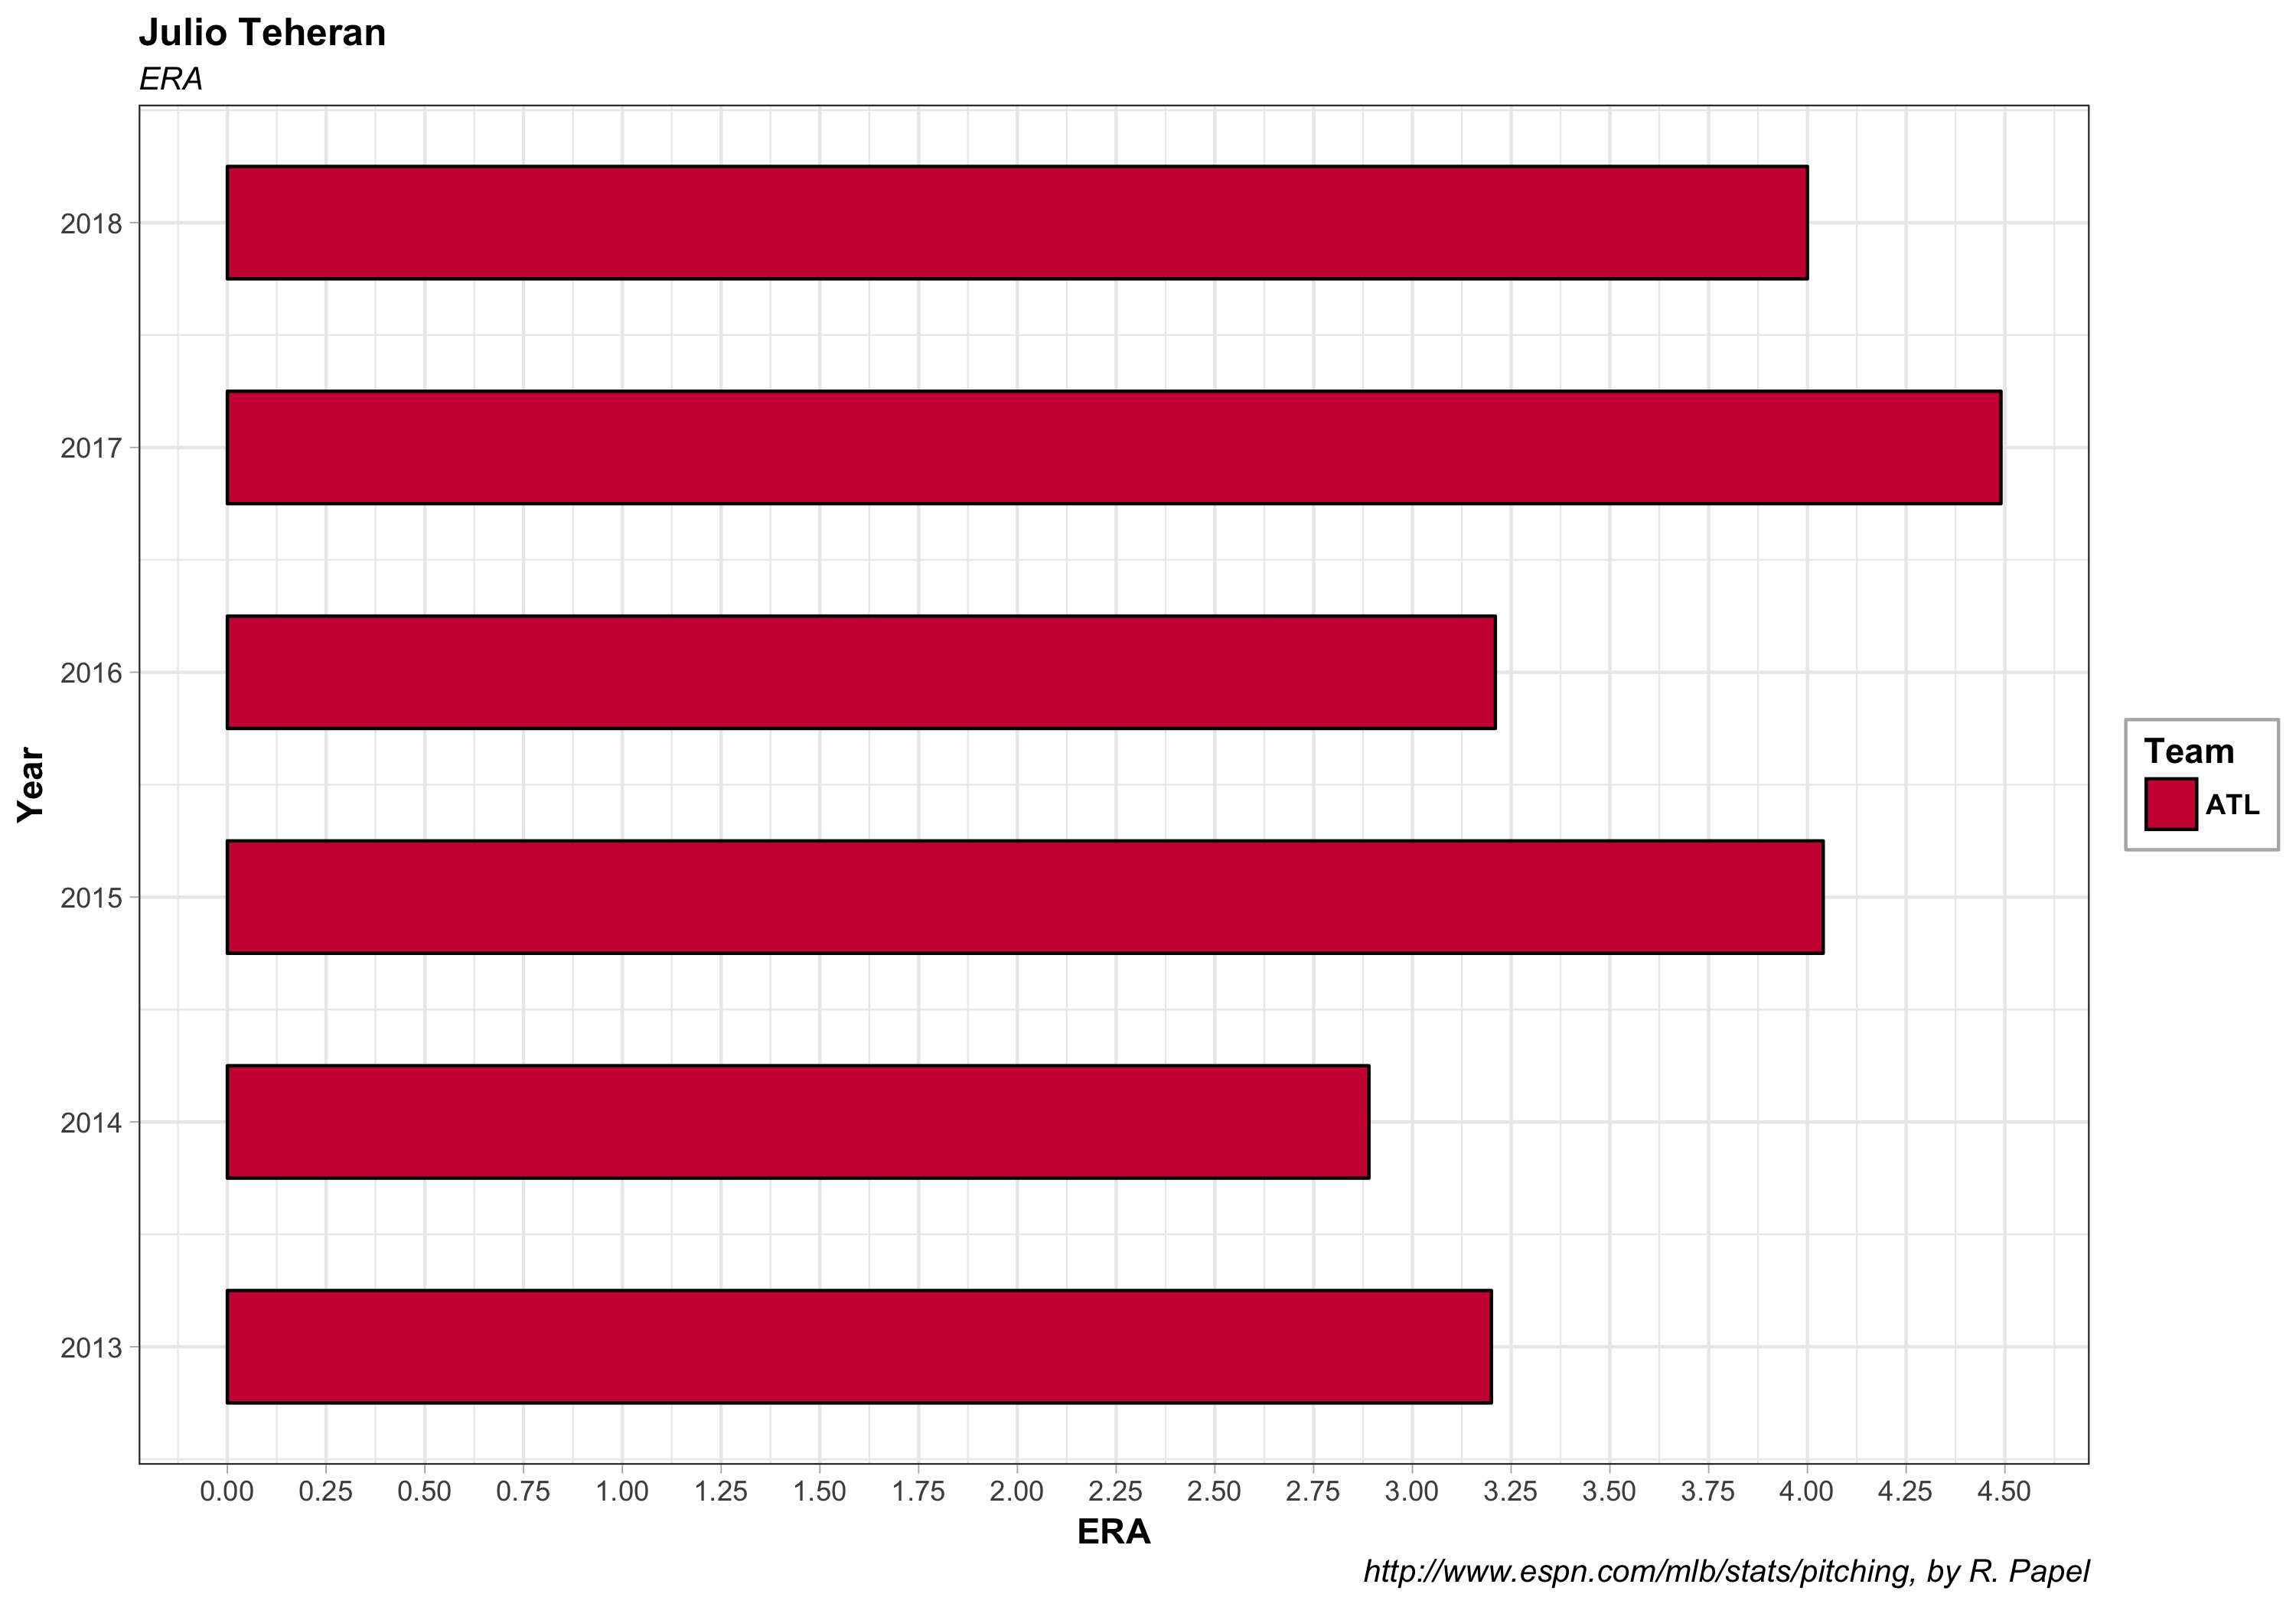 Julio Teheran
ERA
2018
2017
2016
2015
2014
2013
Year
0.00 0.25 0.50 0.75 1.00 1.25 1.50 1.75 2.00 2.25 2.50 2.75 3.00 3.25 3.50 3.75 4.00 4.25 4.50
ERA
Team
ATL
http://www.espn.com/mlb/stats/pitching, by R. Papel